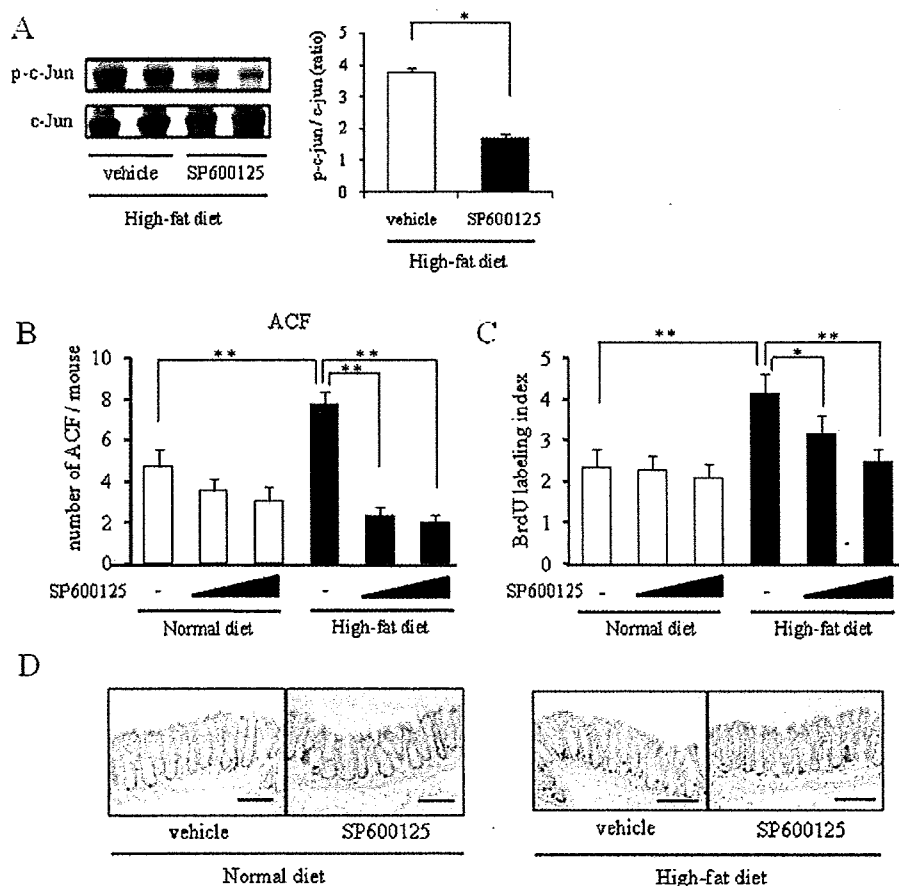 A
p-c-Jun
c-Jun
vehicle SP600125
High-fat diet
*
p-c-jun / c-jun (ratio)
5
4
3
2
1
0
vehicle SP600125
High-fat diet
B
ACF
number of ACF / mouse
10
8
6
4
2
0
** **
**
SP600125 - -
Normal diet High-fat diet
C
BrdU labeling index
5
4
3
2
1
0
** **
*
SP600125 - -
Normal diet High-fat diet
D
vehicle SP600125
Normal diet
vehicle SP600125
High-fat diet